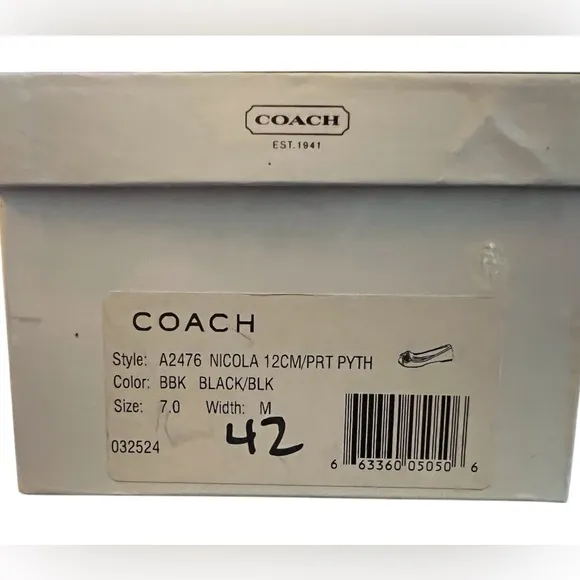 COACH
EST. 1941
COACH
Style: A2476 NICOLA 12CM/PRT PYTH
Color: BBK BLACK/BLK
Size: 7.0 Width: M
032524
42
6 63360 05050 6